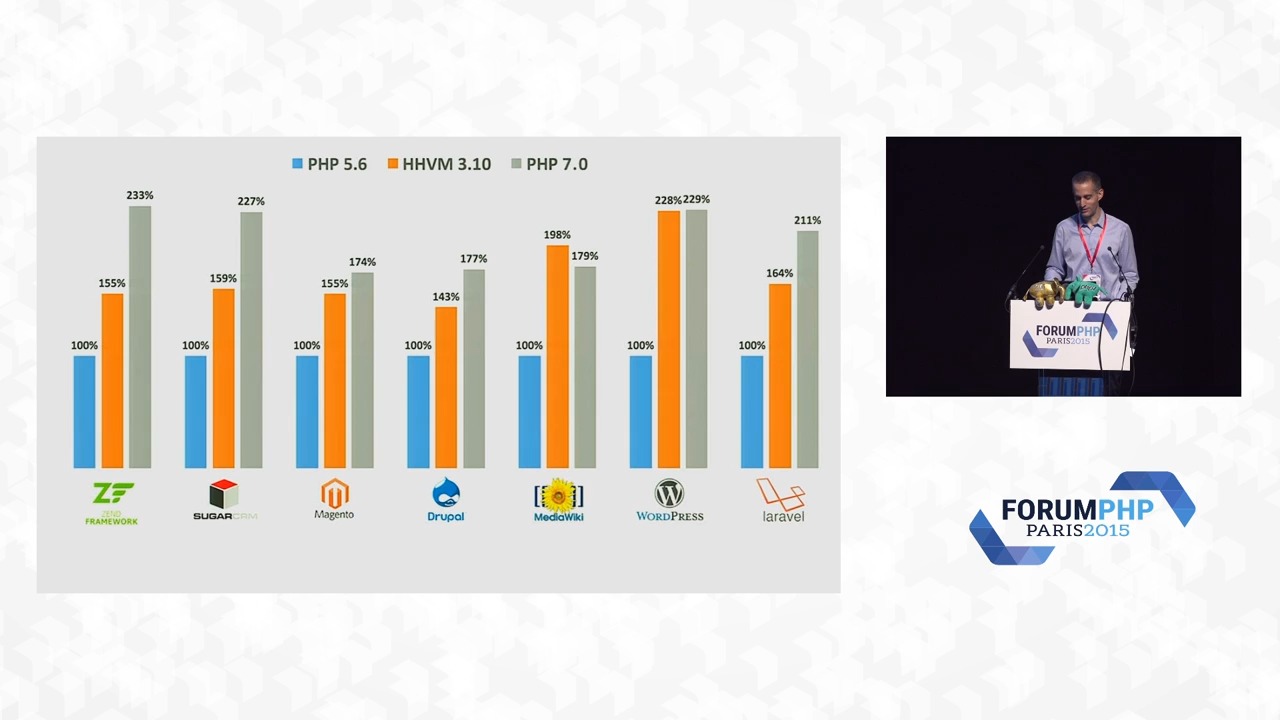 PHP 5.6 HHVM 3.10 PHP 7.0
100% 155% 233%
100% 159% 227%
100% 155% 174%
100% 143% 177%
100% 198% 179%
100% 228% 229%
100% 164% 211%
ZEND
FRAMEWORK
SUGARCRM
Magento
Drupal
[[MediaWiki]]
WORDPRESS
laravel
FORUMPHP
PARIS2015
FORUMPHP
PARIS2015